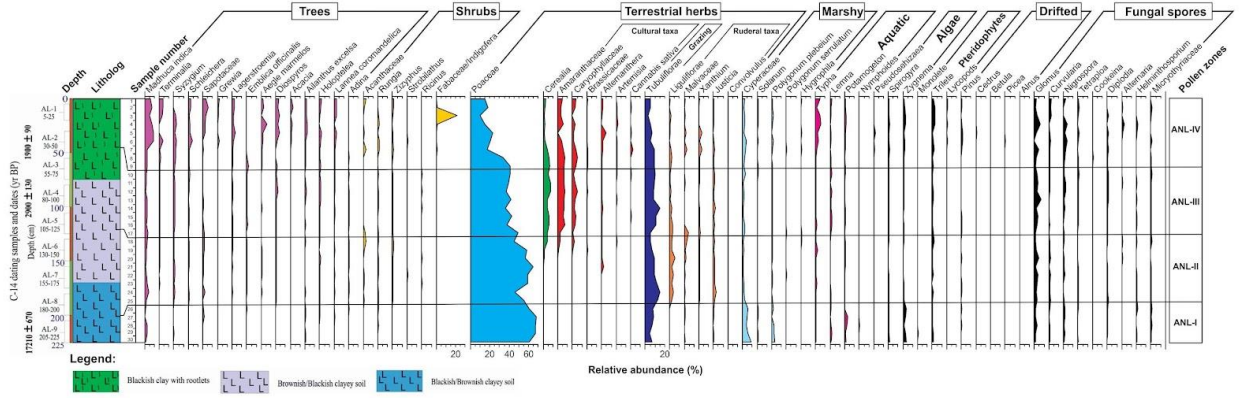 Trees
Shrubs
Terrestrial herbs
Marshy
Aquatic
Algae
Pteridophytes
Drifted
Fungal spores
Cultural taxa
Grazing
Ruderal taxa
Depth
Litholog
Sample number
Madhuca indica
Terminalia
Syzygium
Schleichera
Sapotaceae
Grewia
Lagerstroemia
Emblica officinalis
Aegle marmelos
Diospyros
Acacia
Ailanthus excelsa
Holoptelea
Lannea coromandelica
Adina
Acanthaceae
Rungia
Zizyphus
Strobilathus
Ricinus
Fabaceae/Indigofera
Poaceae
Cerealia
Amaranthaceae
Caryophyllaceae
Brassicaceae
Alternanthera
Artemisia
Cannabis sativa
Tubuliflorae
Liguliflorae
Malvaceae
Xanthium
Justicia
Convolvulus
Cyperaceae
Solanum
Polygonum plebeium
Polygonum serrulatum
Hygrophila
Typha
Lemna
Potamogeton
Nymphoides
Pseudoschizaea
Spirogyra
Zygnema
Monolete
Trilete
Lycopods
Pinus
Cedrus
Betula
Picea
Alnus
Glomus
Curvularia
Nigrospora
Tetraploa
Cookeina
Diplodia
Alternaria
Helminthosporium
Microthyriaceae
Pollen zones
C-14 dating samples and dates (yr BP)
Depth (cm)
1900 ± 90
2900 ± 130
17210 ± 670
AL-1
5-25
AL-2
30-50
AL-3
55-75
AL-4
80-100
AL-5
105-125
AL-6
130-150
AL-7
155-175
AL-8
180-200
AL-9
205-225
0
50
100
150
200
225
ANL-IV
ANL-III
ANL-II
ANL-I
20
20 40 60
20
Relative abundance (%)
Legend:
Blackish clay with rootlets
Brownish/Blackish clayey soil
Blackish/Brownish clayey soil